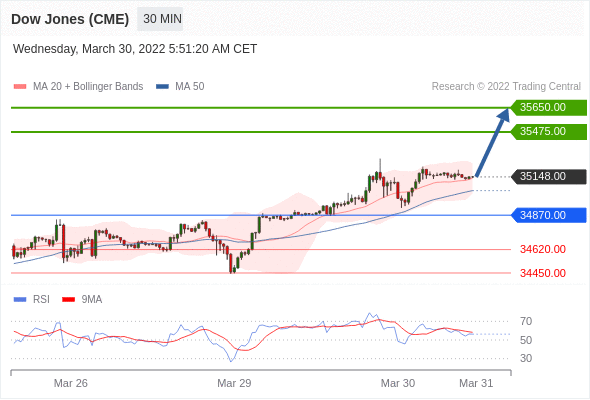 Dow Jones (CME) 30 MIN
Wednesday, March 30, 2022 5:51:20 AM CET
MA 20 + Bollinger Bands MA 50 Research © 2022 Trading Central
35650.00
35475.00
35148.00
34870.00
34620.00
34450.00
RSI 9MA
70
50
30
Mar 26 Mar 29 Mar 30 Mar 31